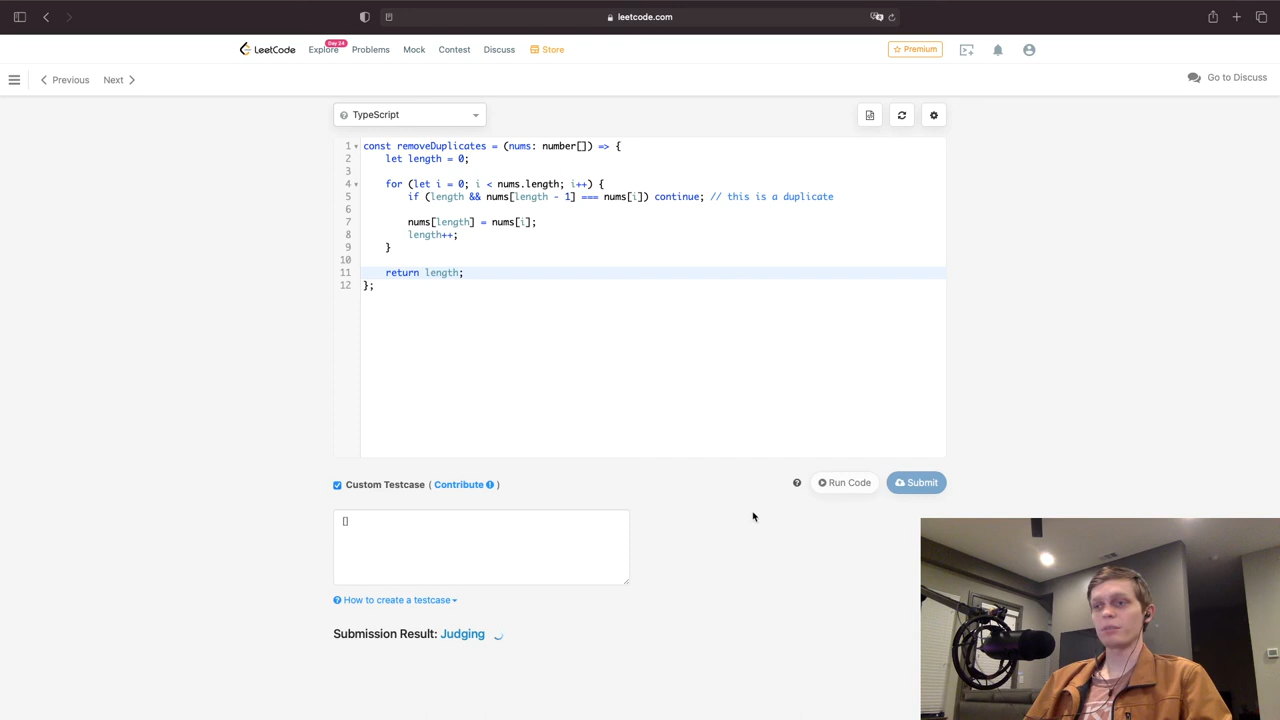 leetcode.com
LeetCode Explore Day 34 Problems Mock Contest Discuss Store Premium
Previous Next Go to Discuss
TypeScript
1 const removeDuplicates = (nums: number[]) => {
2 let length = 0;
3
4 for (let i = 0; i < nums.length; i++) {
5 if (length && nums[length - 1] === nums[i]) continue; // this is a duplicate
6
7 nums[length] = nums[i];
8 length++;
9 }
10
11 return length;
12 };
Custom Testcase ( Contribute )
Run Code Submit
[]
How to create a testcase
Submission Result: Judging